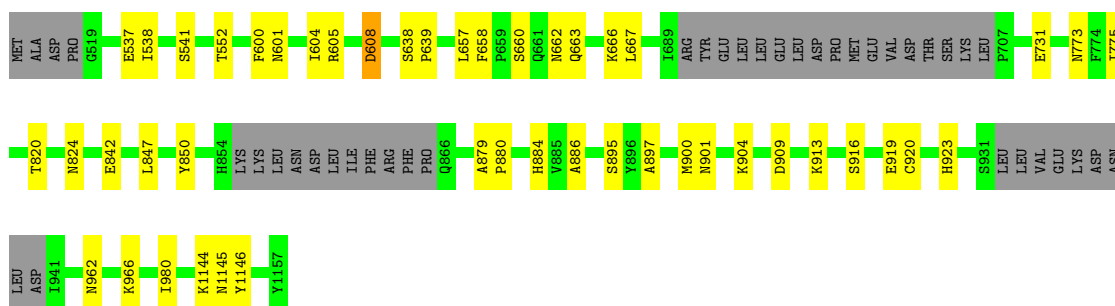 MET ALA ASP PRO G519 E537 I538 S541 T552 F600 N601 I604 R605 D608 S638 P639 L657 F658 P659 S660 Q661 N662 Q663 K666 L667 I689 ARG TYR GLU LEU LEU GLU LEU ASP PRO MET GLU VAL ASP THR SER LYS LEU P707 E731 N773 F774 I775
T820 N824 E842 L847 Y850 H854 LYS LYS LEU ASN ASP LEU ILE PHE ARG PHE PRO Q866 A879 P880 H884 V885 A886 S895 Y896 A897 M900 N901 K904 D909 K913 S916 E919 C920 H923 S931 LEU LEU VAL GLU LYS ASP ASN
LEU ASP I941 N962 K966 I980 K1144 N1145 Y1146 Y1157